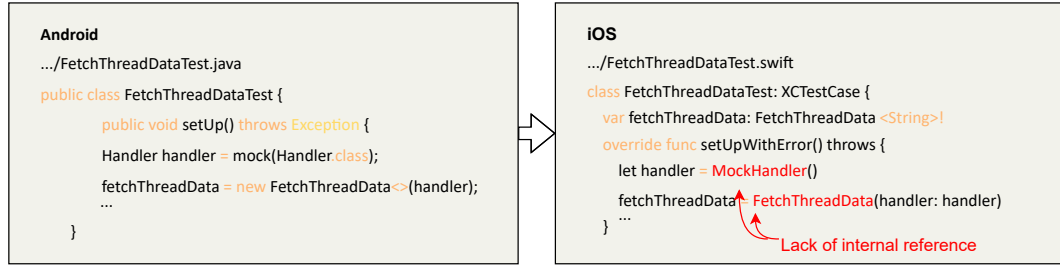 Android
.../FetchThreadDataTest.java
public class FetchThreadDataTest {
public void setUp() throws Exception {
Handler handler = mock(Handler.class);
fetchThreadData = new FetchThreadData<>(handler);
...
}
iOS
.../FetchThreadDataTest.swift
class FetchThreadDataTest: XCTestCase {
var fetchThreadData: FetchThreadData <String>!
override func setUpWithError() throws {
let handler = MockHandler()
fetchThreadData = FetchThreadData(handler: handler)
...
}
Lack of internal reference